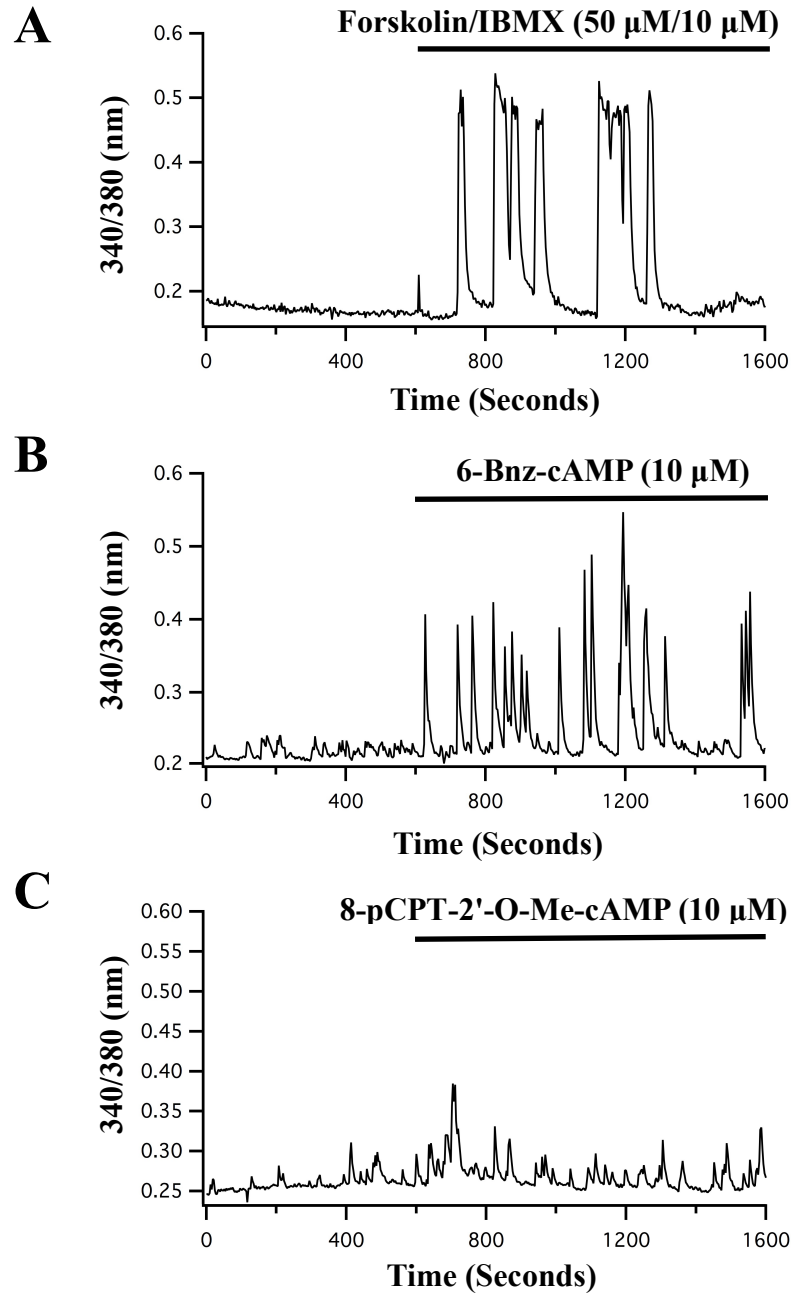 A
Forskolin/IBMX (50 μM/10 μM)
0.6
0.5
0.4
0.3
0.2
340/380 (nm)
0 400 800 1200 1600
Time (Seconds)
B
6-Bnz-cAMP (10 μM)
0.6
0.5
0.4
0.3
0.2
340/380 (nm)
0 400 800 1200 1600
Time (Seconds)
C
8-pCPT-2'-O-Me-cAMP (10 μM)
0.60
0.55
0.50
0.45
0.40
0.35
0.30
0.25
340/380 (nm)
0 400 800 1200 1600
Time (Seconds)